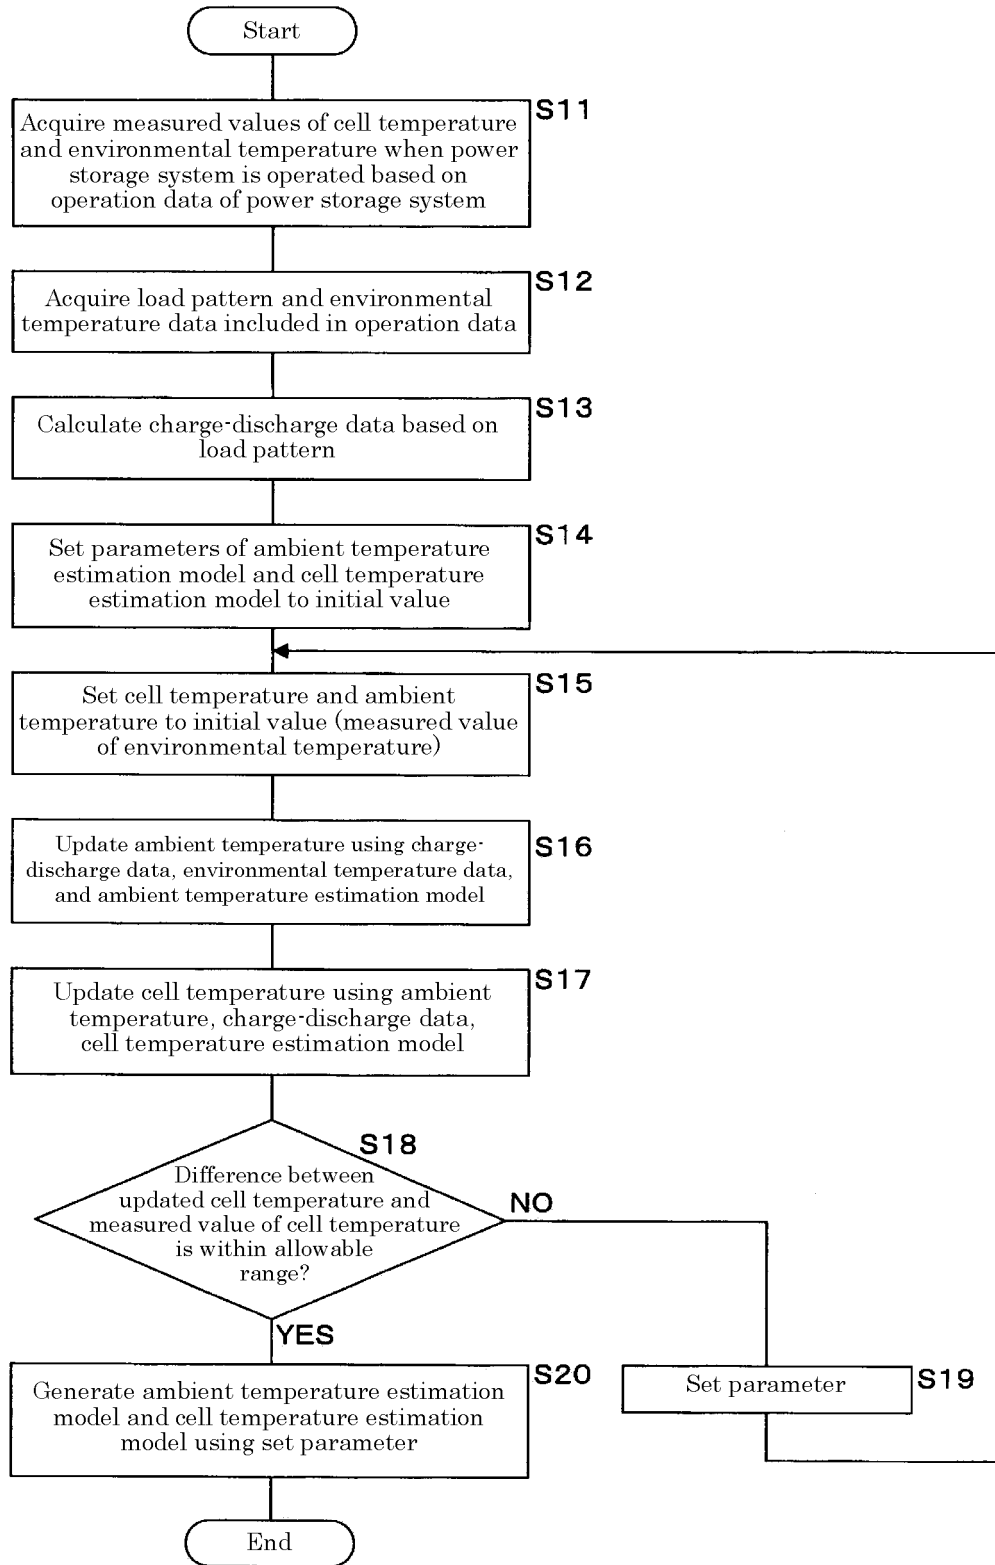 Start
S11
Acquire measured values of cell temperature
and environmental temperature when power
storage system is operated based on
operation data of power storage system
S12
Acquire load pattern and environmental
temperature data included in operation data
S13
Calculate charge-discharge data based on
load pattern
S14
Set parameters of ambient temperature
estimation model and cell temperature
estimation model to initial value
S15
Set cell temperature and ambient
temperature to initial value (measured value
of environmental temperature)
S16
Update ambient temperature using charge-
discharge data, environmental temperature data,
and ambient temperature estimation model
S17
Update cell temperature using ambient
temperature, charge-discharge data,
cell temperature estimation model
S18
Difference between
updated cell temperature and
measured value of cell temperature
is within allowable
range?
NO
YES
S20
Generate ambient temperature estimation
model and cell temperature estimation
model using set parameter
Set parameter
S19
End